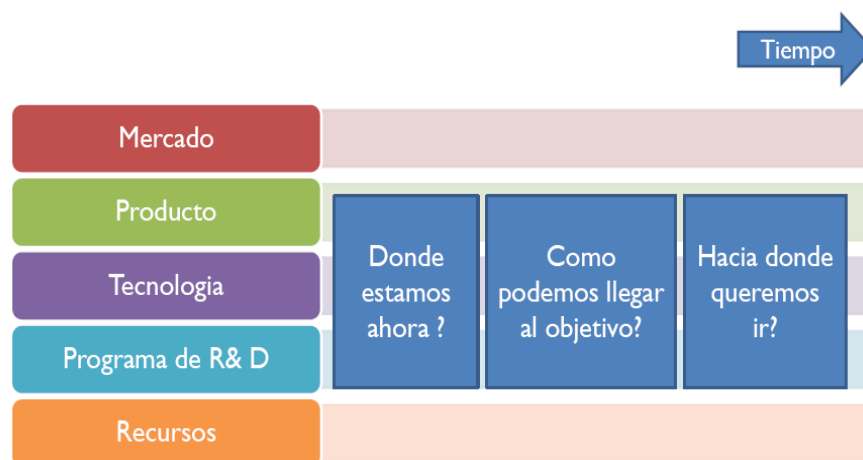 Tiempo
Mercado
Producto
Tecnologia
Programa de R& D
Recursos
Donde
estamos
ahora ?
Como
podemos llegar
al objetivo?
Hacia donde
queremos
ir?